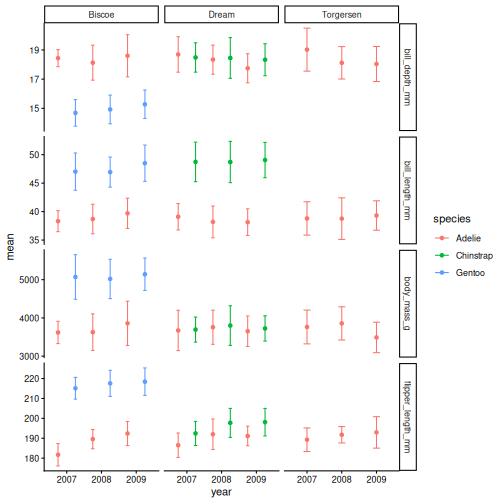 Biscoe Dream Torgersen
19
17
15
bill_depth_mm
50
45
40
35
bill_length_mm
5000
4000
3000
body_mass_g
220
210
200
190
180
flipper_length_mm
2007 2008 2009 2007 2008 2009 2007 2008 2009
year
mean
species
Adelie
Chinstrap
Gentoo